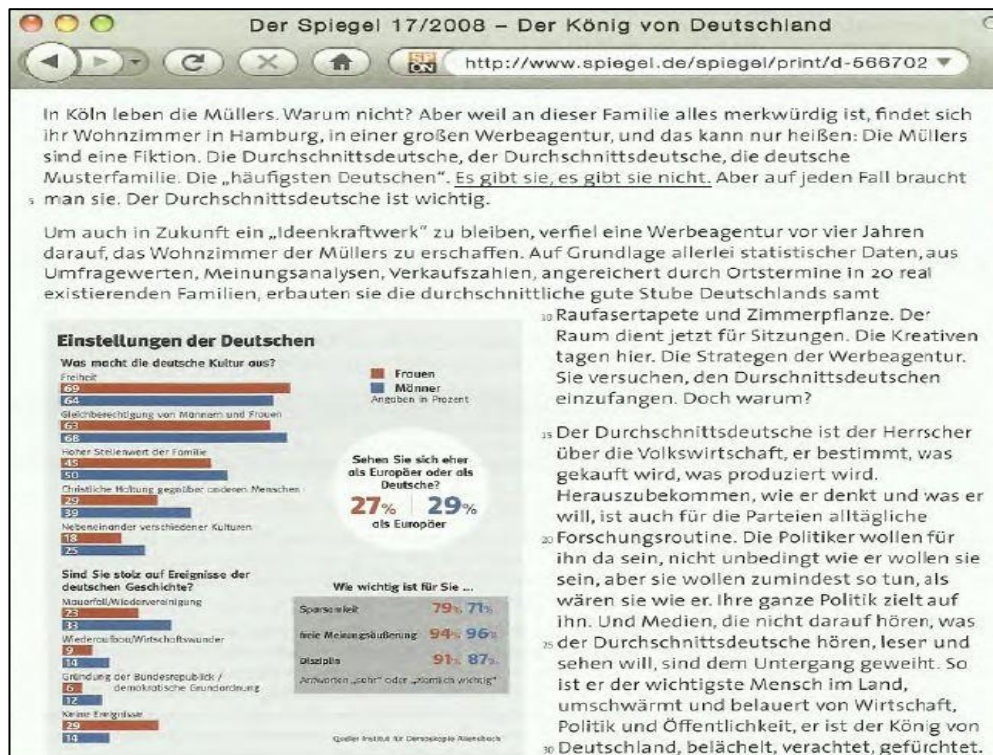 Der Spiegel 17/2008 – Der König von Deutschland
SP
ON
http://www.spiegel.de/spiegel/print/d-566702
In Köln leben die Müllers. Warum nicht? Aber weil an dieser Familie alles merkwürdig ist, findet sich
ihr Wohnzimmer in Hamburg, in einer großen Werbeagentur, und das kann nur heißen: Die Müllers
sind eine Fiktion. Die Durchschnittsdeutsche, der Durchschnittsdeutsche, die deutsche
Musterfamilie. Die „häufigsten Deutschen“. Es gibt sie, es gibt sie nicht. Aber auf jeden Fall braucht
5 man sie. Der Durchschnittsdeutsche ist wichtig.
Um auch in Zukunft ein „Ideenkraftwerk“ zu bleiben, verfiel eine Werbeagentur vor vier Jahren
darauf, das Wohnzimmer der Müllers zu erschaffen. Auf Grundlage allerlei statistischer Daten, aus
Umfragewerten, Meinungsanalysen, Verkaufszahlen, angereichert durch Ortstermine in 20 real
existierenden Familien, erbauten sie die durchschnittliche gute Stube Deutschlands samt
10 Raufasertapete und Zimmerpflanze. Der
Raum dient jetzt für Sitzungen. Die Kreativen
tagen hier. Die Strategen der Werbeagentur.
Sie versuchen, den Durschnittsdeutschen
einzufangen. Doch warum?
15 Der Durchschnittsdeutsche ist der Herrscher
über die Volkswirtschaft, er bestimmt, was
gekauft wird, was produziert wird.
Herauszubekommen, wie er denkt und was er
will, ist auch für die Parteien alltägliche
20 Forschungsroutine. Die Politiker wollen für
ihn da sein, nicht unbedingt wie er wollen sie
sein, aber sie wollen zumindest so tun, als
wären sie wie er. Ihre ganze Politik zielt auf
ihn. Und Medien, die nicht darauf hören, was
25 der Durchschnittsdeutsche hören, leser und
sehen will, sind dem Untergang geweiht. So
ist er der wichtigste Mensch im Land,
umschwärmt und belauert von Wirtschaft,
Politik und Öffentlichkeit, er ist der König von
30 Deutschland, belächelt, verachtet, gefürchtet.
Einstellungen der Deutschen
Was macht die deutsche Kultur aus?
Freiheit
69
64
Gleichberechtigung von Männern und Frauen
63
68
Hoher Stellenwert der Familie
45
50
Christliche Haltung gegenüber anderen Menschen
29
39
Nebeneinander verschiedener Kulturen
18
25
Frauen
Männer
Angaben in Prozent
Sehen Sie sich eher
als Europäer oder als
Deutsche?
27% 29%
als Europäer
Sind Sie stolz auf Ereignisse der
deutschen Geschichte?
Mauerfall/Wiedervereinigung
23
33
Wiederaufbau/Wirtschaftswunder
9
14
Gründung der Bundesrepublik /
demokratische Grundordnung
6
12
Keine Ereignisse
29
14
Wie wichtig ist für Sie ...
Sparsamkeit 79% 71%
freie Meinungsäußerung 94% 96%
Disziplin 91% 87%
Antworten „sehr“ oder „ziemlich wichtig“
Quelle: Institut für Demoskopie Allensbach